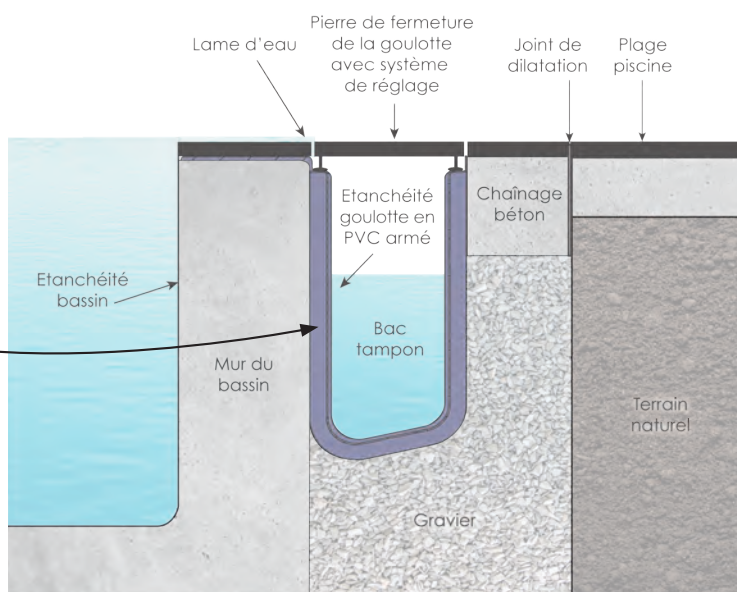 Lame d'eau
Pierre de fermeture
de la goulotte
avec système
de réglage
Joint de
dilatation
Plage
piscine
Etanchéité
goulotte en
PVC armé
Chaînage
béton
Etanchéité
bassin
Bac
tampon
Mur du
bassin
Terrain
naturel
Gravier